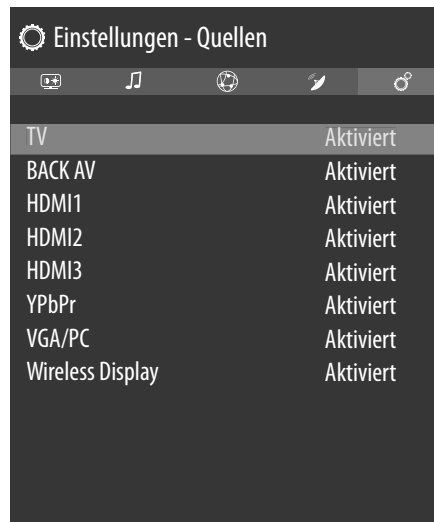 Einstellungen - Quellen
TV Aktiviert
BACK AV Aktiviert
HDMI1 Aktiviert
HDMI2 Aktiviert
HDMI3 Aktiviert
YPbPr Aktiviert
VGA/PC Aktiviert
Wireless Display Aktiviert